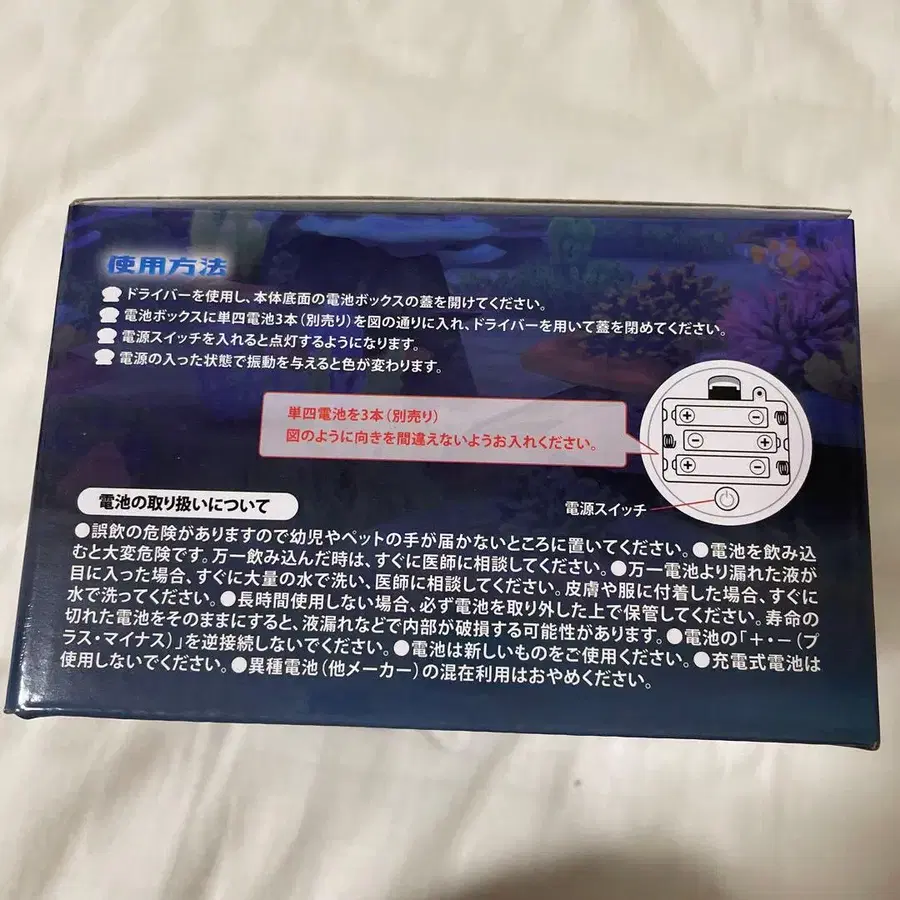 使用方法
ドライバーを使用し、本体底面の電池ボックスの蓋を開けてください。
電池ボックスに単四電池3本(別売り)を図の通りに入れ、ドライバーを用いて蓋を閉めてください。
電源スイッチを入れると点灯するようになります。
電源の入った状態で振動を与えると色が変わります。
単四電池を3本(別売り)
図のように向きを間違えないようお入れください。
電源スイッチ
電池の取り扱いについて
●誤飲の危険がありますので幼児やペットの手が届かないところに置いてください。●電池を飲み込
むと大変危険です。万一飲み込んだ時は、すぐに医師に相談してください。●万一電池より漏れた液が
目に入った場合、すぐに大量の水で洗い、医師に相談してください。皮膚や服に付着した場合、すぐに
水で洗ってください。●長時間使用しない場合、必ず電池を取り外した上で保管してください。寿命の
切れた電池をそのままにすると、液漏れなどで内部が破損する可能性があります。●電池の「+・−(プ
ラス・マイナス)」を逆接続しないでください。●電池は新しいものをご使用ください。●充電式電池は
使用しないでください。●異種電池(他メーカー)の混在利用はおやめください。